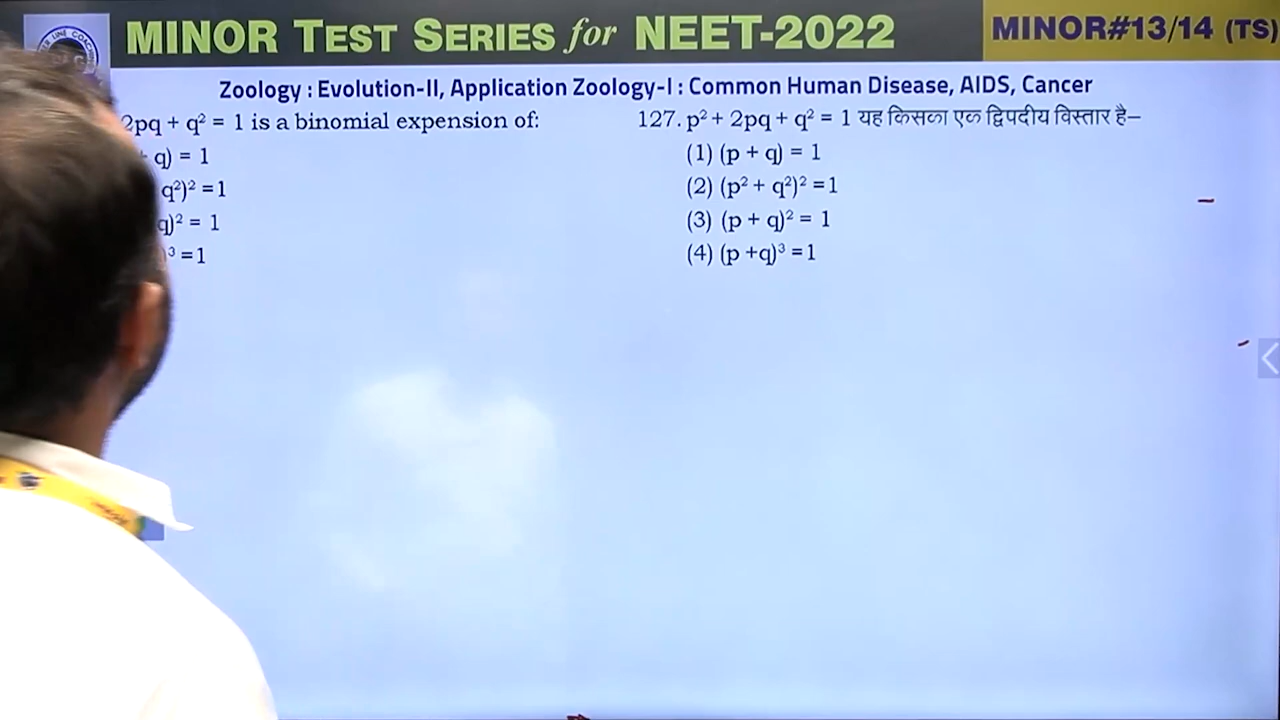 MINOR TEST SERIES for NEET-2022
MINOR#13/14 (TS)
Zoology : Evolution-II, Application Zoology-I : Common Human Disease, AIDS, Cancer
2pq + q² = 1 is a binomial expension of:
q) = 1
q²)² =1
q)² = 1
)³ =1
127. p² + 2pq + q² = 1 यह किसका एक द्विपदीय विस्तार है–
(1) (p + q) = 1
(2) (p² + q²)² =1
(3) (p + q)² = 1
(4) (p +q)³ =1